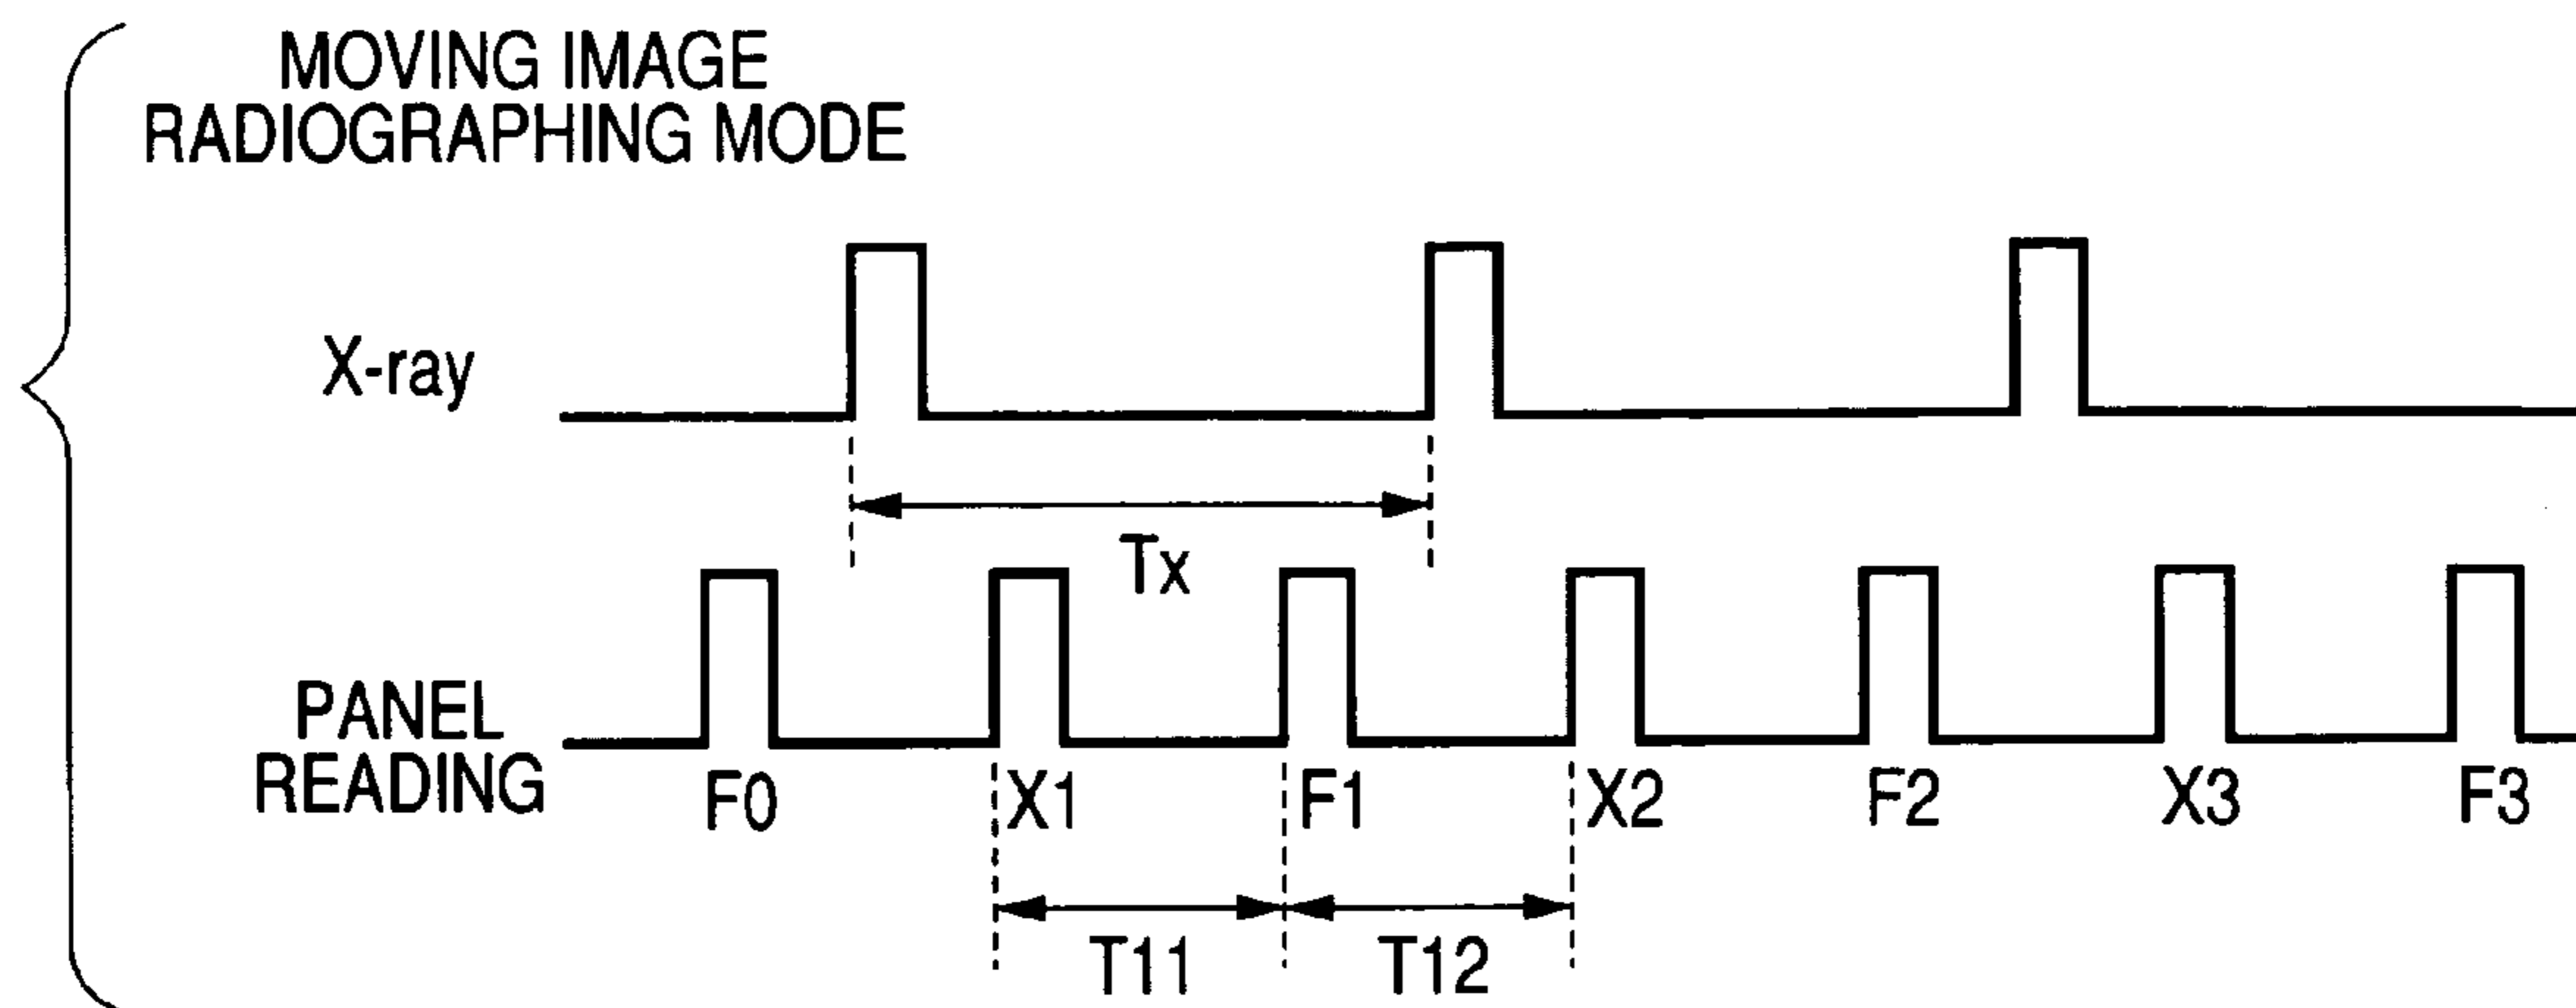 MOVING IMAGE
RADIOGRAPHING MODE
X-ray
Tx
PANEL
READING
F0 X1 F1 X2 F2 X3 F3
T11 T12